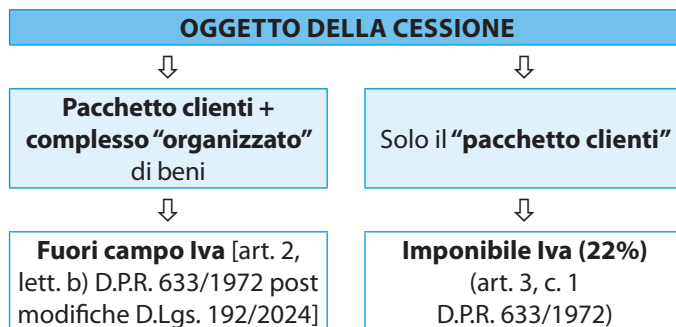 OGGETTO DELLA CESSIONE
Pacchetto clienti +
complesso “organizzato”
di beni
Solo il “pacchetto clienti”
Fuori campo Iva [art. 2,
lett. b) D.P.R. 633/1972 post
modifiche D.Lgs. 192/2024]
Imponibile Iva (22%)
(art. 3, c. 1
D.P.R. 633/1972)